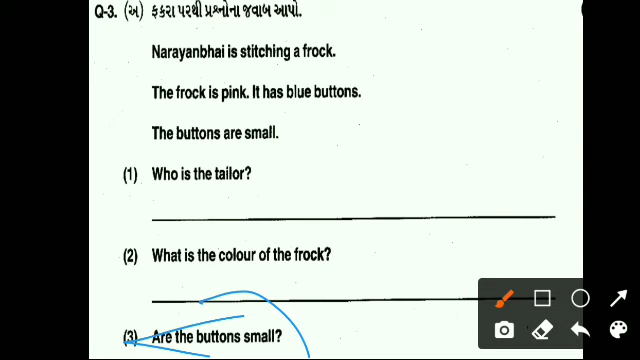 Q-3. (અ) ફકરા પરથી પ્રશ્નોના જવાબ આપો.
Narayanbhai is stitching a frock.
The frock is pink. It has blue buttons.
The buttons are small.
(1) Who is the tailor?
(2) What is the colour of the frock?
(3) Are the buttons small?